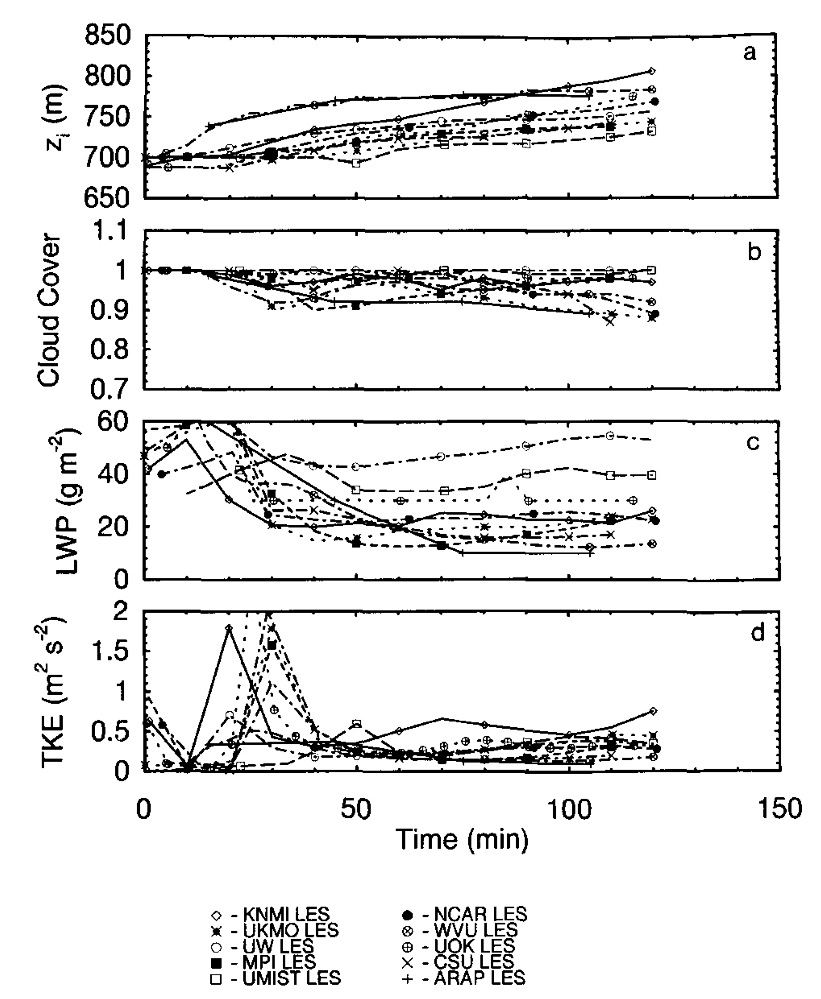 850
a
800
z_i (m)
750
700
650
1.1
b
1
Cloud Cover
0.9
0.8
0.7
60
c
LWP (g m^-2)
40
20
0
2
d
TKE (m^2 s^-2)
1.5
1
0.5
0
0 50 100 150
Time (min)
◇ - KNMI LES ● - NCAR LES
✱ - UKMO LES ⊗ - WVU LES
○ - UW LES ⊕ - UOK LES
■ - MPI LES × - CSU LES
□ - UMIST LES + - ARAP LES